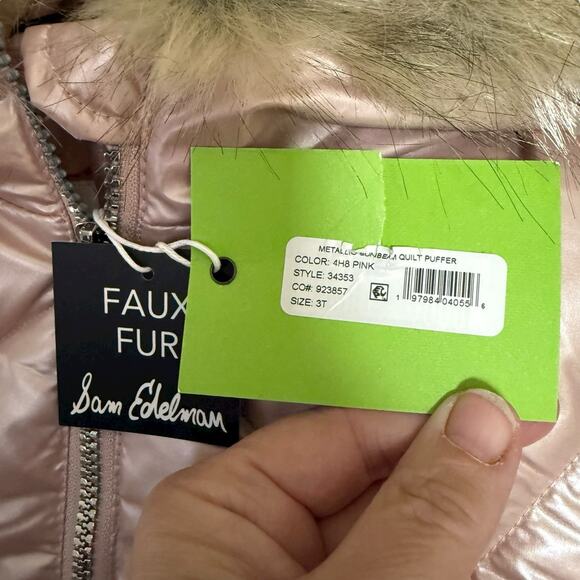 FAUX
FUR
Sam Edelman
METALLIC SUNBEAM QUILT PUFFER
COLOR: 4H8 PINK
STYLE: 34353
CO#: 923857
SIZE: 3T
1 97984 04055 6